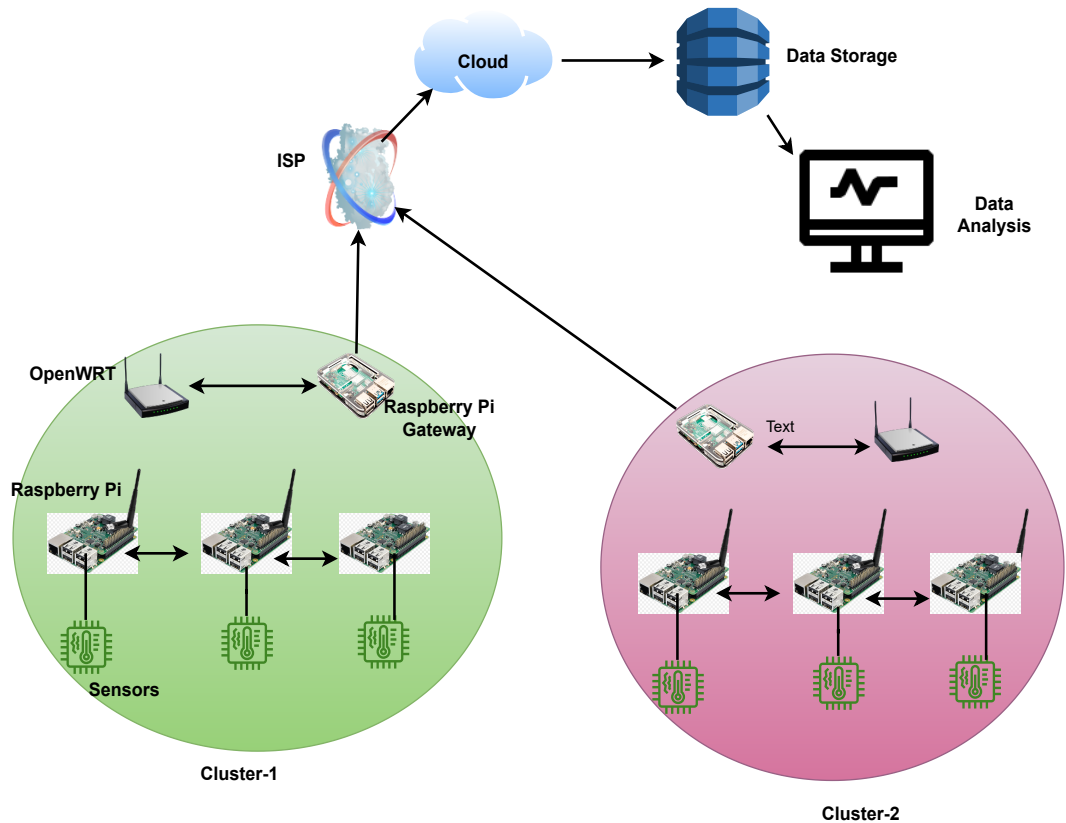 Cloud
Data Storage
ISP
Data
Analysis
OpenWRT
Raspberry Pi
Gateway
Text
Raspberry Pi
Sensors
Cluster-1
Cluster-2